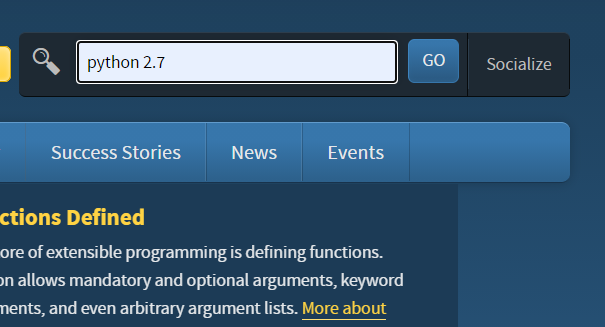 python 2.7
GO
Socialize
Success Stories
News
Events
ctions Defined
ore of extensible programming is defining functions.
on allows mandatory and optional arguments, keyword
ments, and even arbitrary argument lists. More about